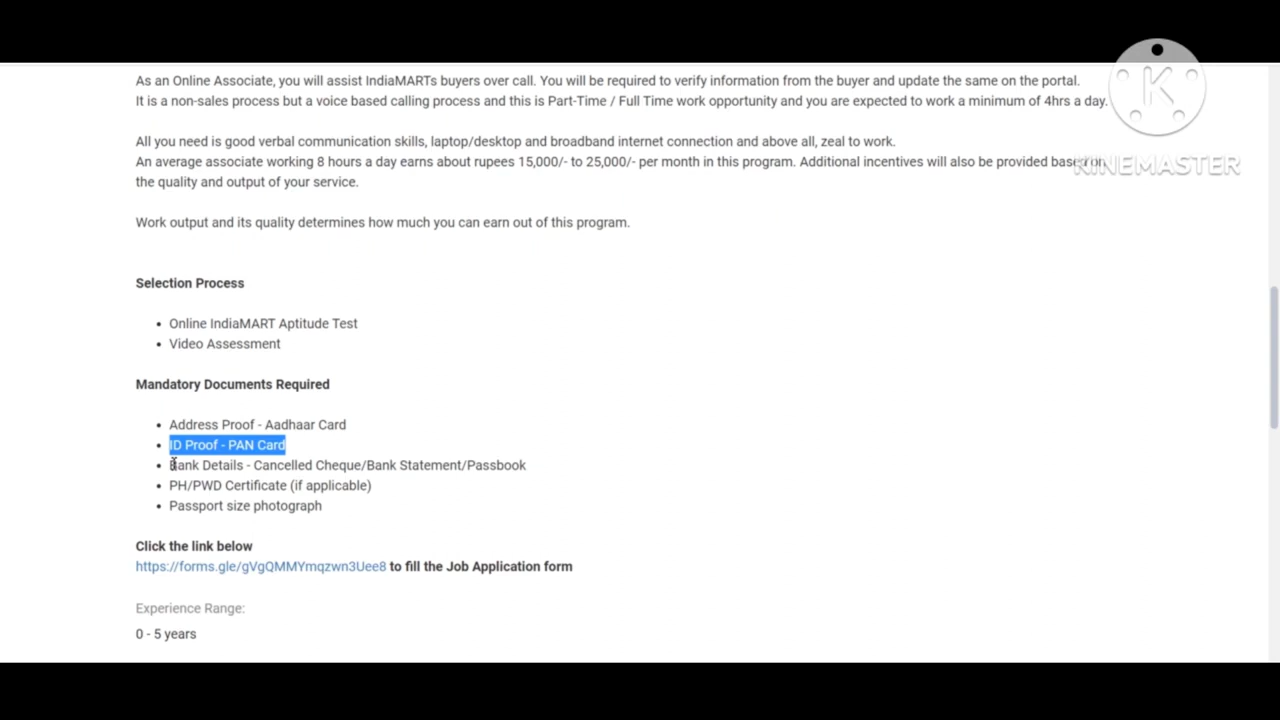 As an Online Associate, you will assist IndiaMARTs buyers over call. You will be required to verify information from the buyer and update the same on the portal.
It is a non-sales process but a voice based calling process and this is Part-Time / Full Time work opportunity and you are expected to work a minimum of 4hrs a day.
All you need is good verbal communication skills, laptop/desktop and broadband internet connection and above all, zeal to work.
An average associate working 8 hours a day earns about rupees 15,000/- to 25,000/- per month in this program. Additional incentives will also be provided based on
the quality and output of your service.
Work output and its quality determines how much you can earn out of this program.
Selection Process
• Online IndiaMART Aptitude Test
• Video Assessment
Mandatory Documents Required
• Address Proof - Aadhaar Card
• ID Proof - PAN Card
• Bank Details - Cancelled Cheque/Bank Statement/Passbook
• PH/PWD Certificate (if applicable)
• Passport size photograph
Click the link below
https://forms.gle/gVgQMMYmqzwn3Uee8 to fill the Job Application form
Experience Range:
0 - 5 years
K
KINEMASTER